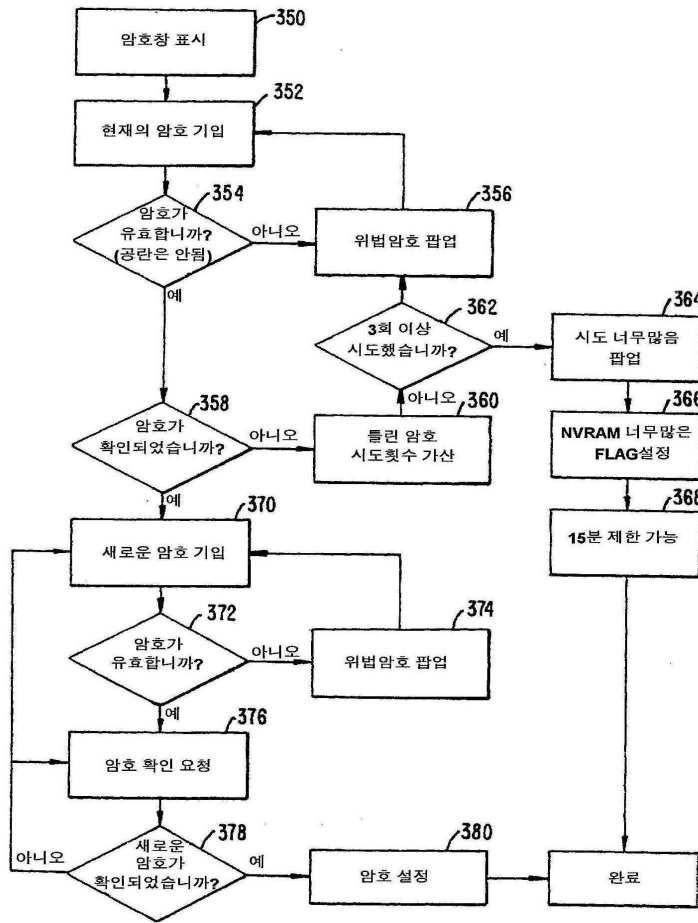 350
암호창 표시
352
현재의 암호 기입
354
암호가
유효합니까?
(공란은 안됨)
아니오
예
356
위법암호 팝업
362
3회 이상
시도했습니까?
예
아니오
364
시도 너무많음
팝업
358
암호가
확인되었습니까?
아니오
예
360
틀린 암호
시도횟수 가산
366
NVRAM 너무많은
FLAG설정
368
15분 제한 가능
370
새로운 암호 기입
372
암호가
유효합니까?
아니오
예
374
위법암호 팝업
376
암호 확인 요청
378
새로운
암호가
확인되었습니까?
아니오
예
380
암호 설정
완료